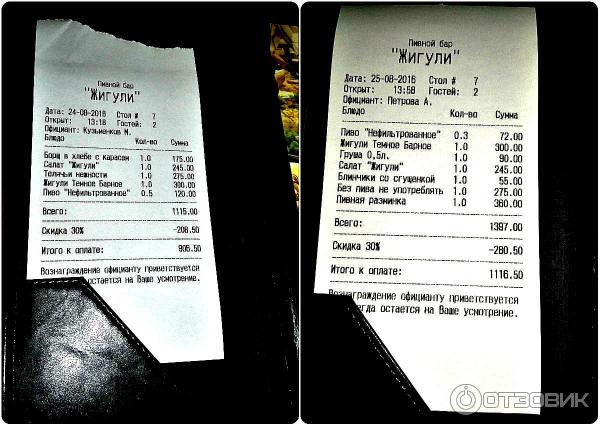 Пивной бар
"ЖИГУЛИ"
Дата: 24-08-2016 Стол # 7
Открыт: 13:18 Гостей: 2
Официант: Кузьменков М.
Блюдо Кол-во Сумма
Борщ в хлебе с карасем 1.0 175.00
Салат "Жигули" 1.0 245.00
Телячьи нежности 1.0 275.00
Жигули Темное Барное 1.0 300.00
Пиво "Нефильтрованное" 0.5 120.00
Всего: 1115.00
Скидка 30% -208.50
Итого к оплате: 906.50
Вознаграждение официанту приветствуется
остается на Ваше усмотрение.
Пивной бар
"ЖИГУЛИ"
Дата: 25-08-2016 Стол # 7
Открыт: 13:58 Гостей: 2
Официант: Петрова А.
Блюдо Кол-во Сумма
Пиво "Нефильтрованное" 0.3 72.00
Жигули Темное Барное 1.0 300.00
Груша 0,5л. 1.0 90.00
Салат "Жигули" 1.0 245.00
Блинчики со сгущенкой 1.0 55.00
Без пива не употреблять 1.0 275.00
Пивная разминка 1.0 360.00
Всего: 1397.00
Скидка 30% -280.50
Итого к оплате: 1116.50
Вознаграждение официанту приветствуется
остается на Ваше усмотрение.
ОТЗОВИК